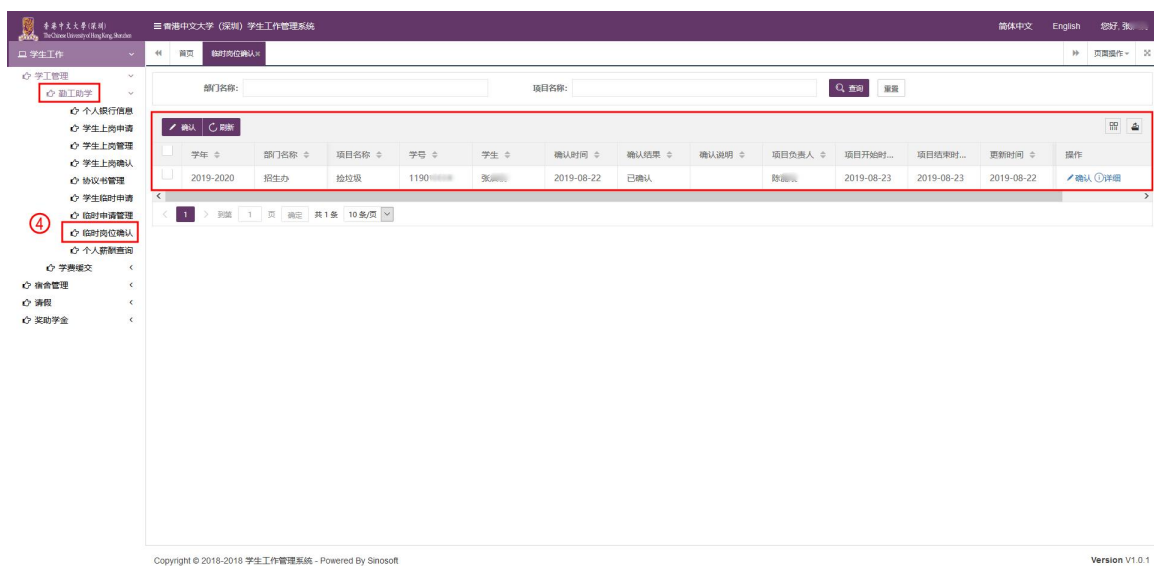 香港中文大學(深圳)
The Chinese University of Hong Kong, Shenzhen
香港中文大学（深圳）学生工作管理系统
简体中文 English 您好, 张
学生工作
首页 临时岗位确认× 页面操作
学工管理
勤工助学
个人银行信息
学生上岗申请
学生上岗管理
学生上岗确认
协议书管理
学生临时申请
临时申请管理
④ 临时岗位确认
个人薪酬查询
学费缓交
宿舍管理
请假
奖助学金
部门名称: 项目名称: 查询 重置
确认 刷新
学年 部门名称 项目名称 学号 学生 确认时间 确认结果 确认说明 项目负责人 项目开始时... 项目结束时... 更新时间 操作
2019-2020 招生办 捡垃圾 1190 张 2019-08-22 已确认 陈 2019-08-23 2019-08-23 2019-08-22 确认 详细
< 1 > 到第 1 页 确定 共 1 条 10 条/页
Copyright © 2018-2018 学生工作管理系统 - Powered By Sinosoft
Version V1.0.1